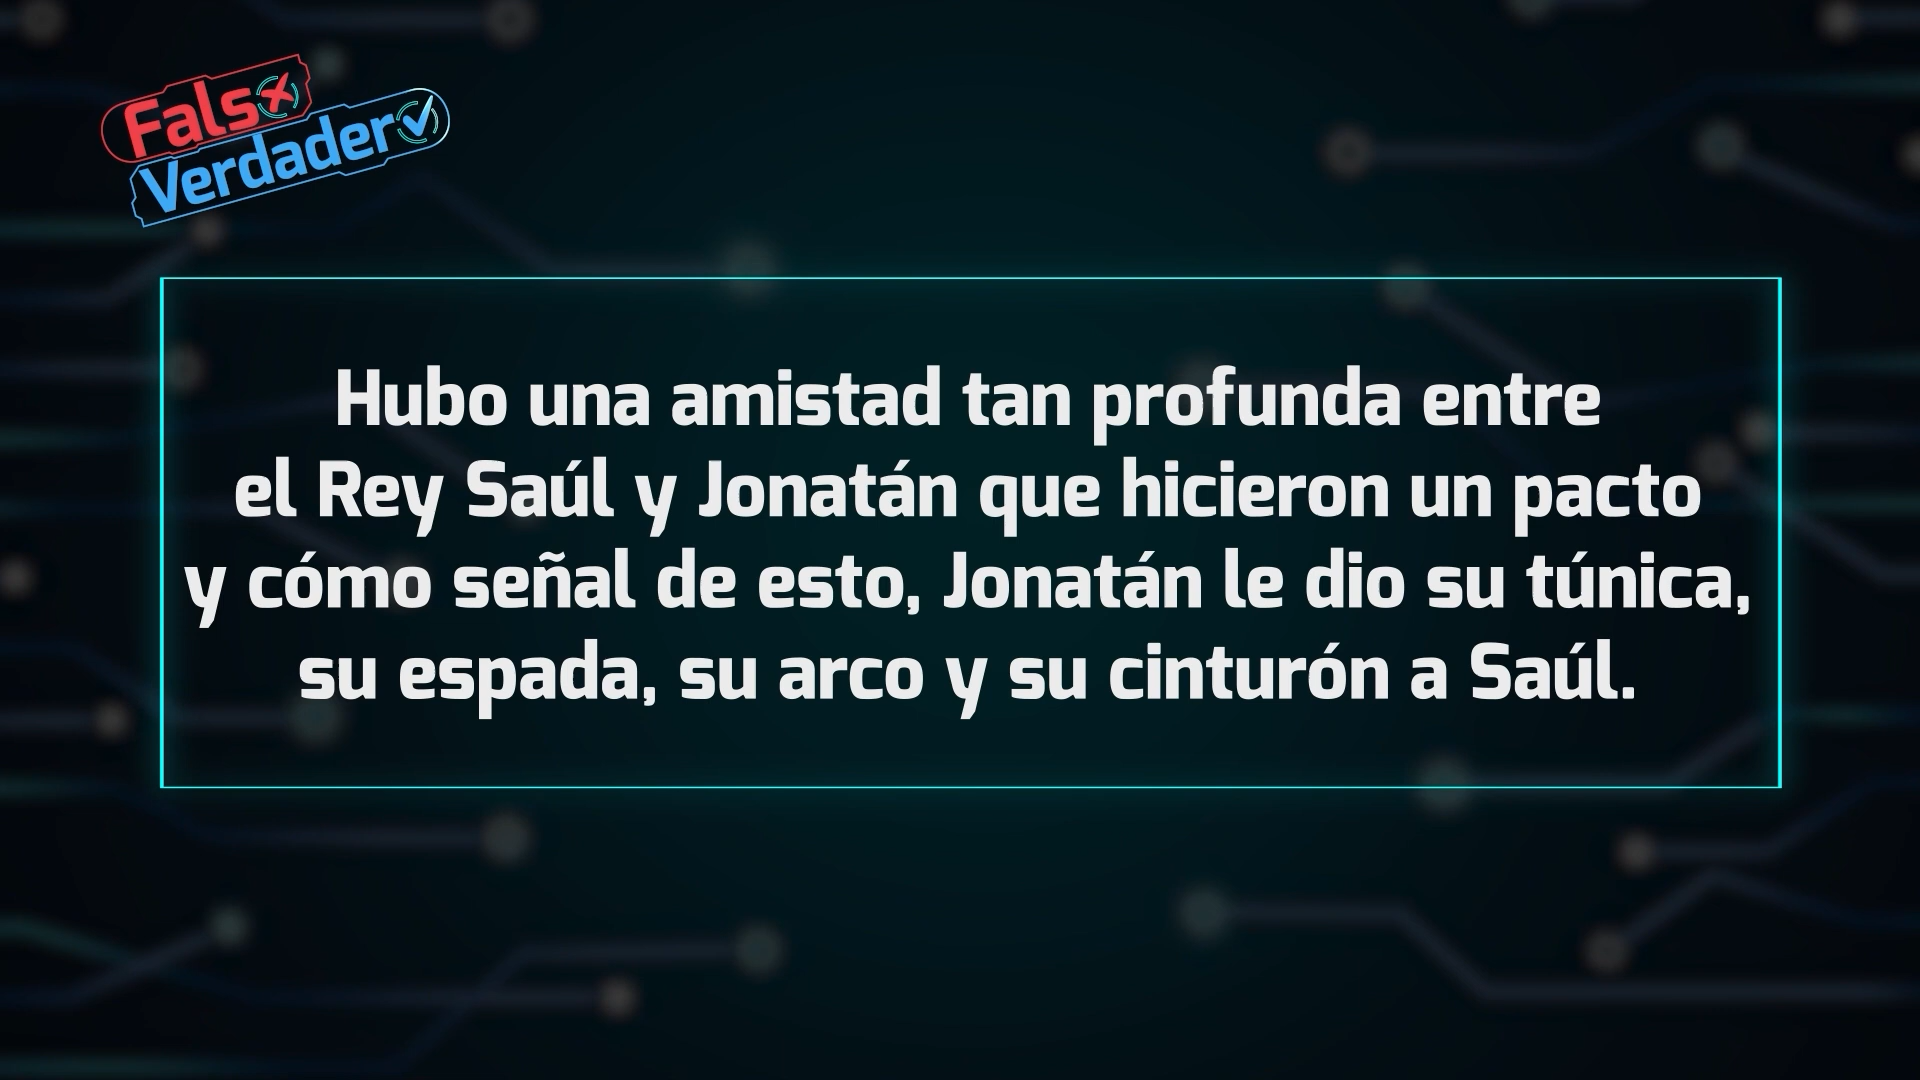 Falso
Verdadero
Hubo una amistad tan profunda entre
el Rey Saúl y Jonatán que hicieron un pacto
y cómo señal de esto, Jonatán le dio su túnica,
su espada, su arco y su cinturón a Saúl.